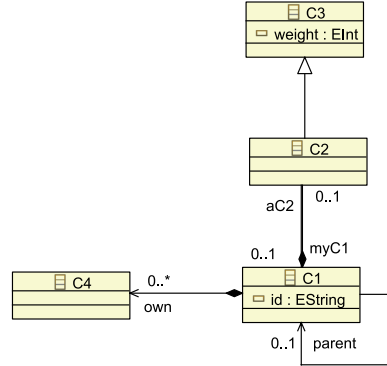 C3
weight : EInt
C2
0..1
aC2
0..1
myC1
C4
0..*
own
C1
id : EString
0..1
parent